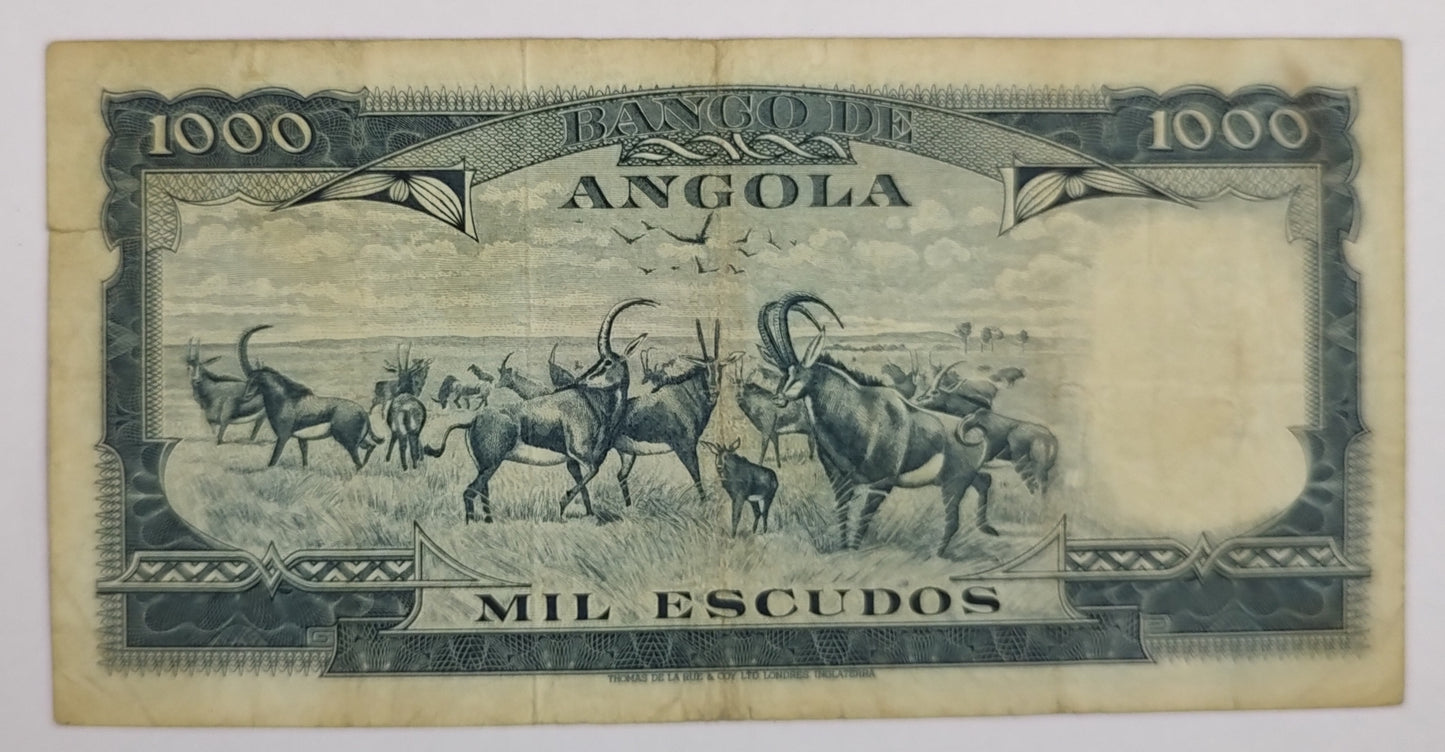 1000 BANCO DE 1000
ANGOLA
MIL ESCUDOS
THOMAS DE LA RUE & COY. LTD. LONDRES. INGLATERRA